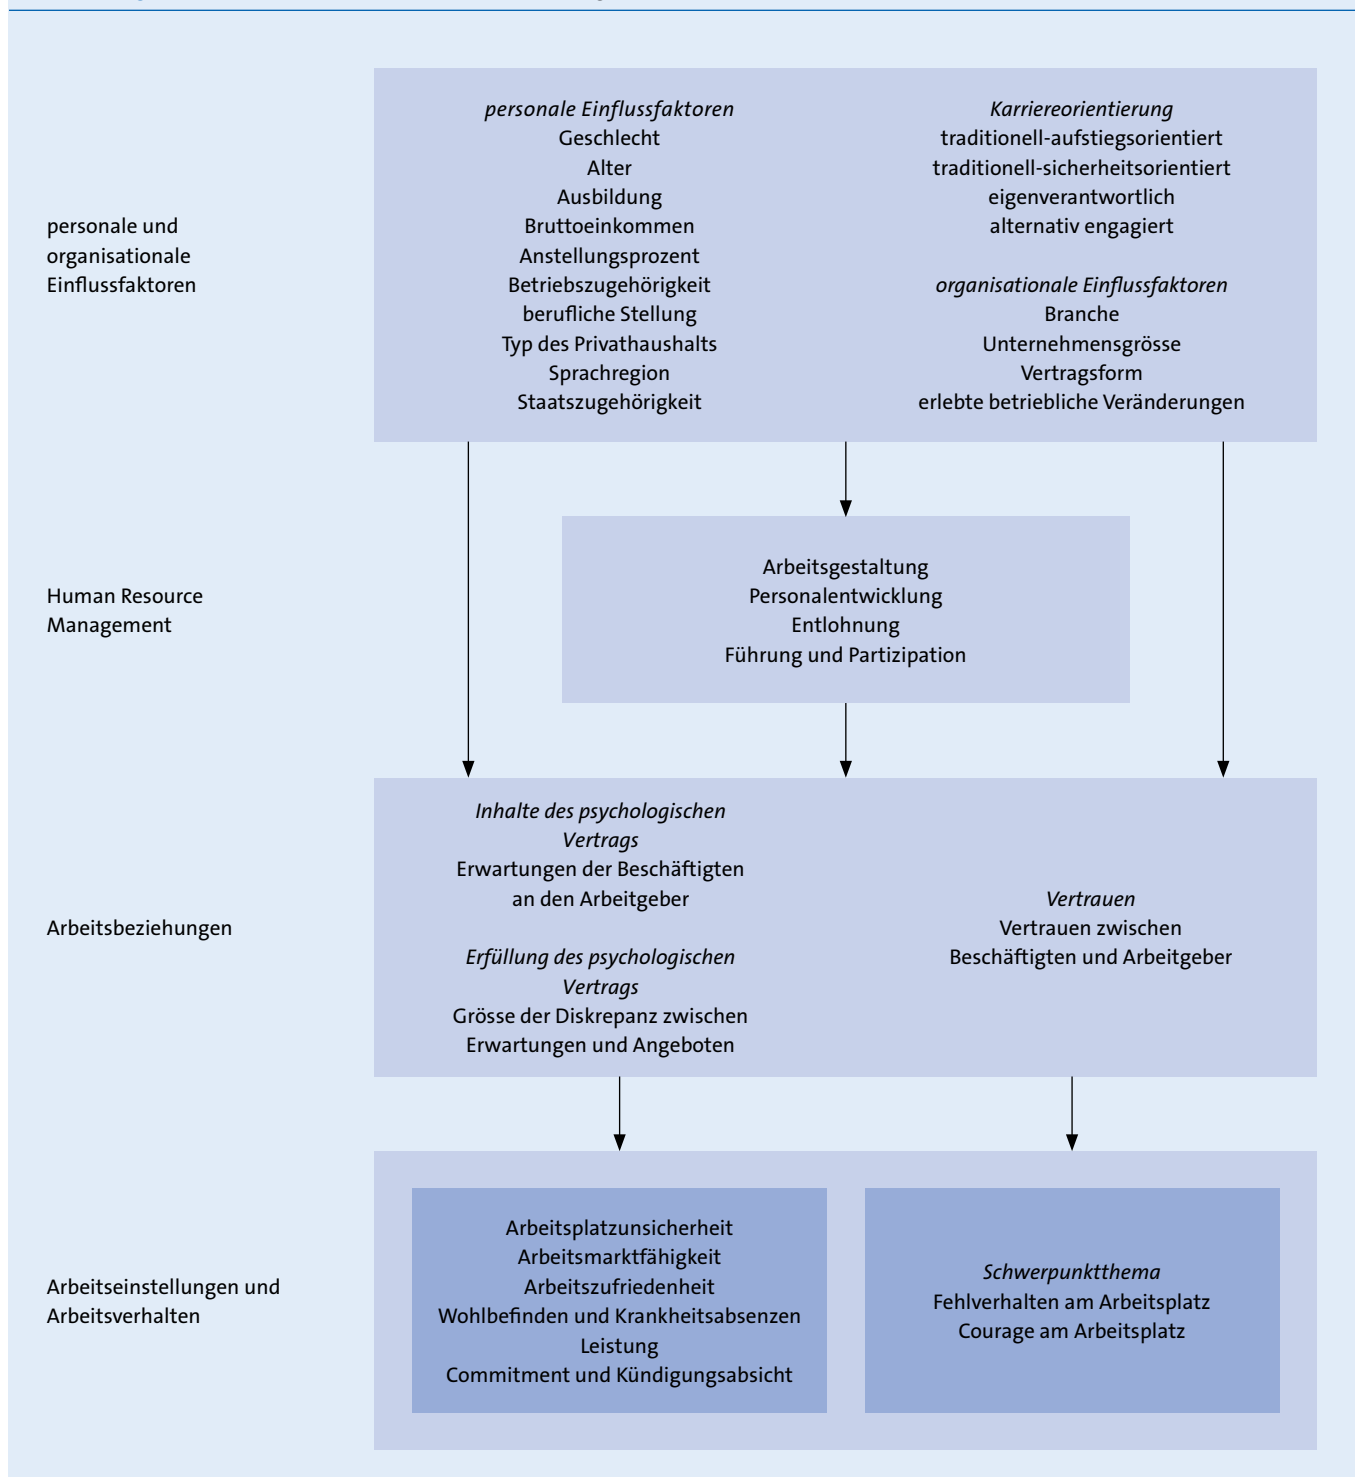 personale und
organisationale
Einflussfaktoren
personale Einflussfaktoren
Geschlecht
Alter
Ausbildung
Bruttoeinkommen
Anstellungsprozent
Betriebszugehörigkeit
berufliche Stellung
Typ des Privathaushalts
Sprachregion
Staatszugehörigkeit
Karriereorientierung
traditionell-aufstiegsorientiert
traditionell-sicherheitsorientiert
eigenverantwortlich
alternativ engagiert
organisationale Einflussfaktoren
Branche
Unternehmensgrösse
Vertragsform
erlebte betriebliche Veränderungen
Human Resource
Management
Arbeitsgestaltung
Personalentwicklung
Entlohnung
Führung und Partizipation
Arbeitsbeziehungen
Inhalte des psychologischen
Vertrags
Erwartungen der Beschäftigten
an den Arbeitgeber
Erfüllung des psychologischen
Vertrags
Grösse der Diskrepanz zwischen
Erwartungen und Angeboten
Vertrauen
Vertrauen zwischen
Beschäftigten und Arbeitgeber
Arbeitseinstellungen und
Arbeitsverhalten
Arbeitsplatzunsicherheit
Arbeitsmarktfähigkeit
Arbeitszufriedenheit
Wohlbefinden und Krankheitsabsenzen
Leistung
Commitment und Kündigungsabsicht
Schwerpunktthema
Fehlverhalten am Arbeitsplatz
Courage am Arbeitsplatz